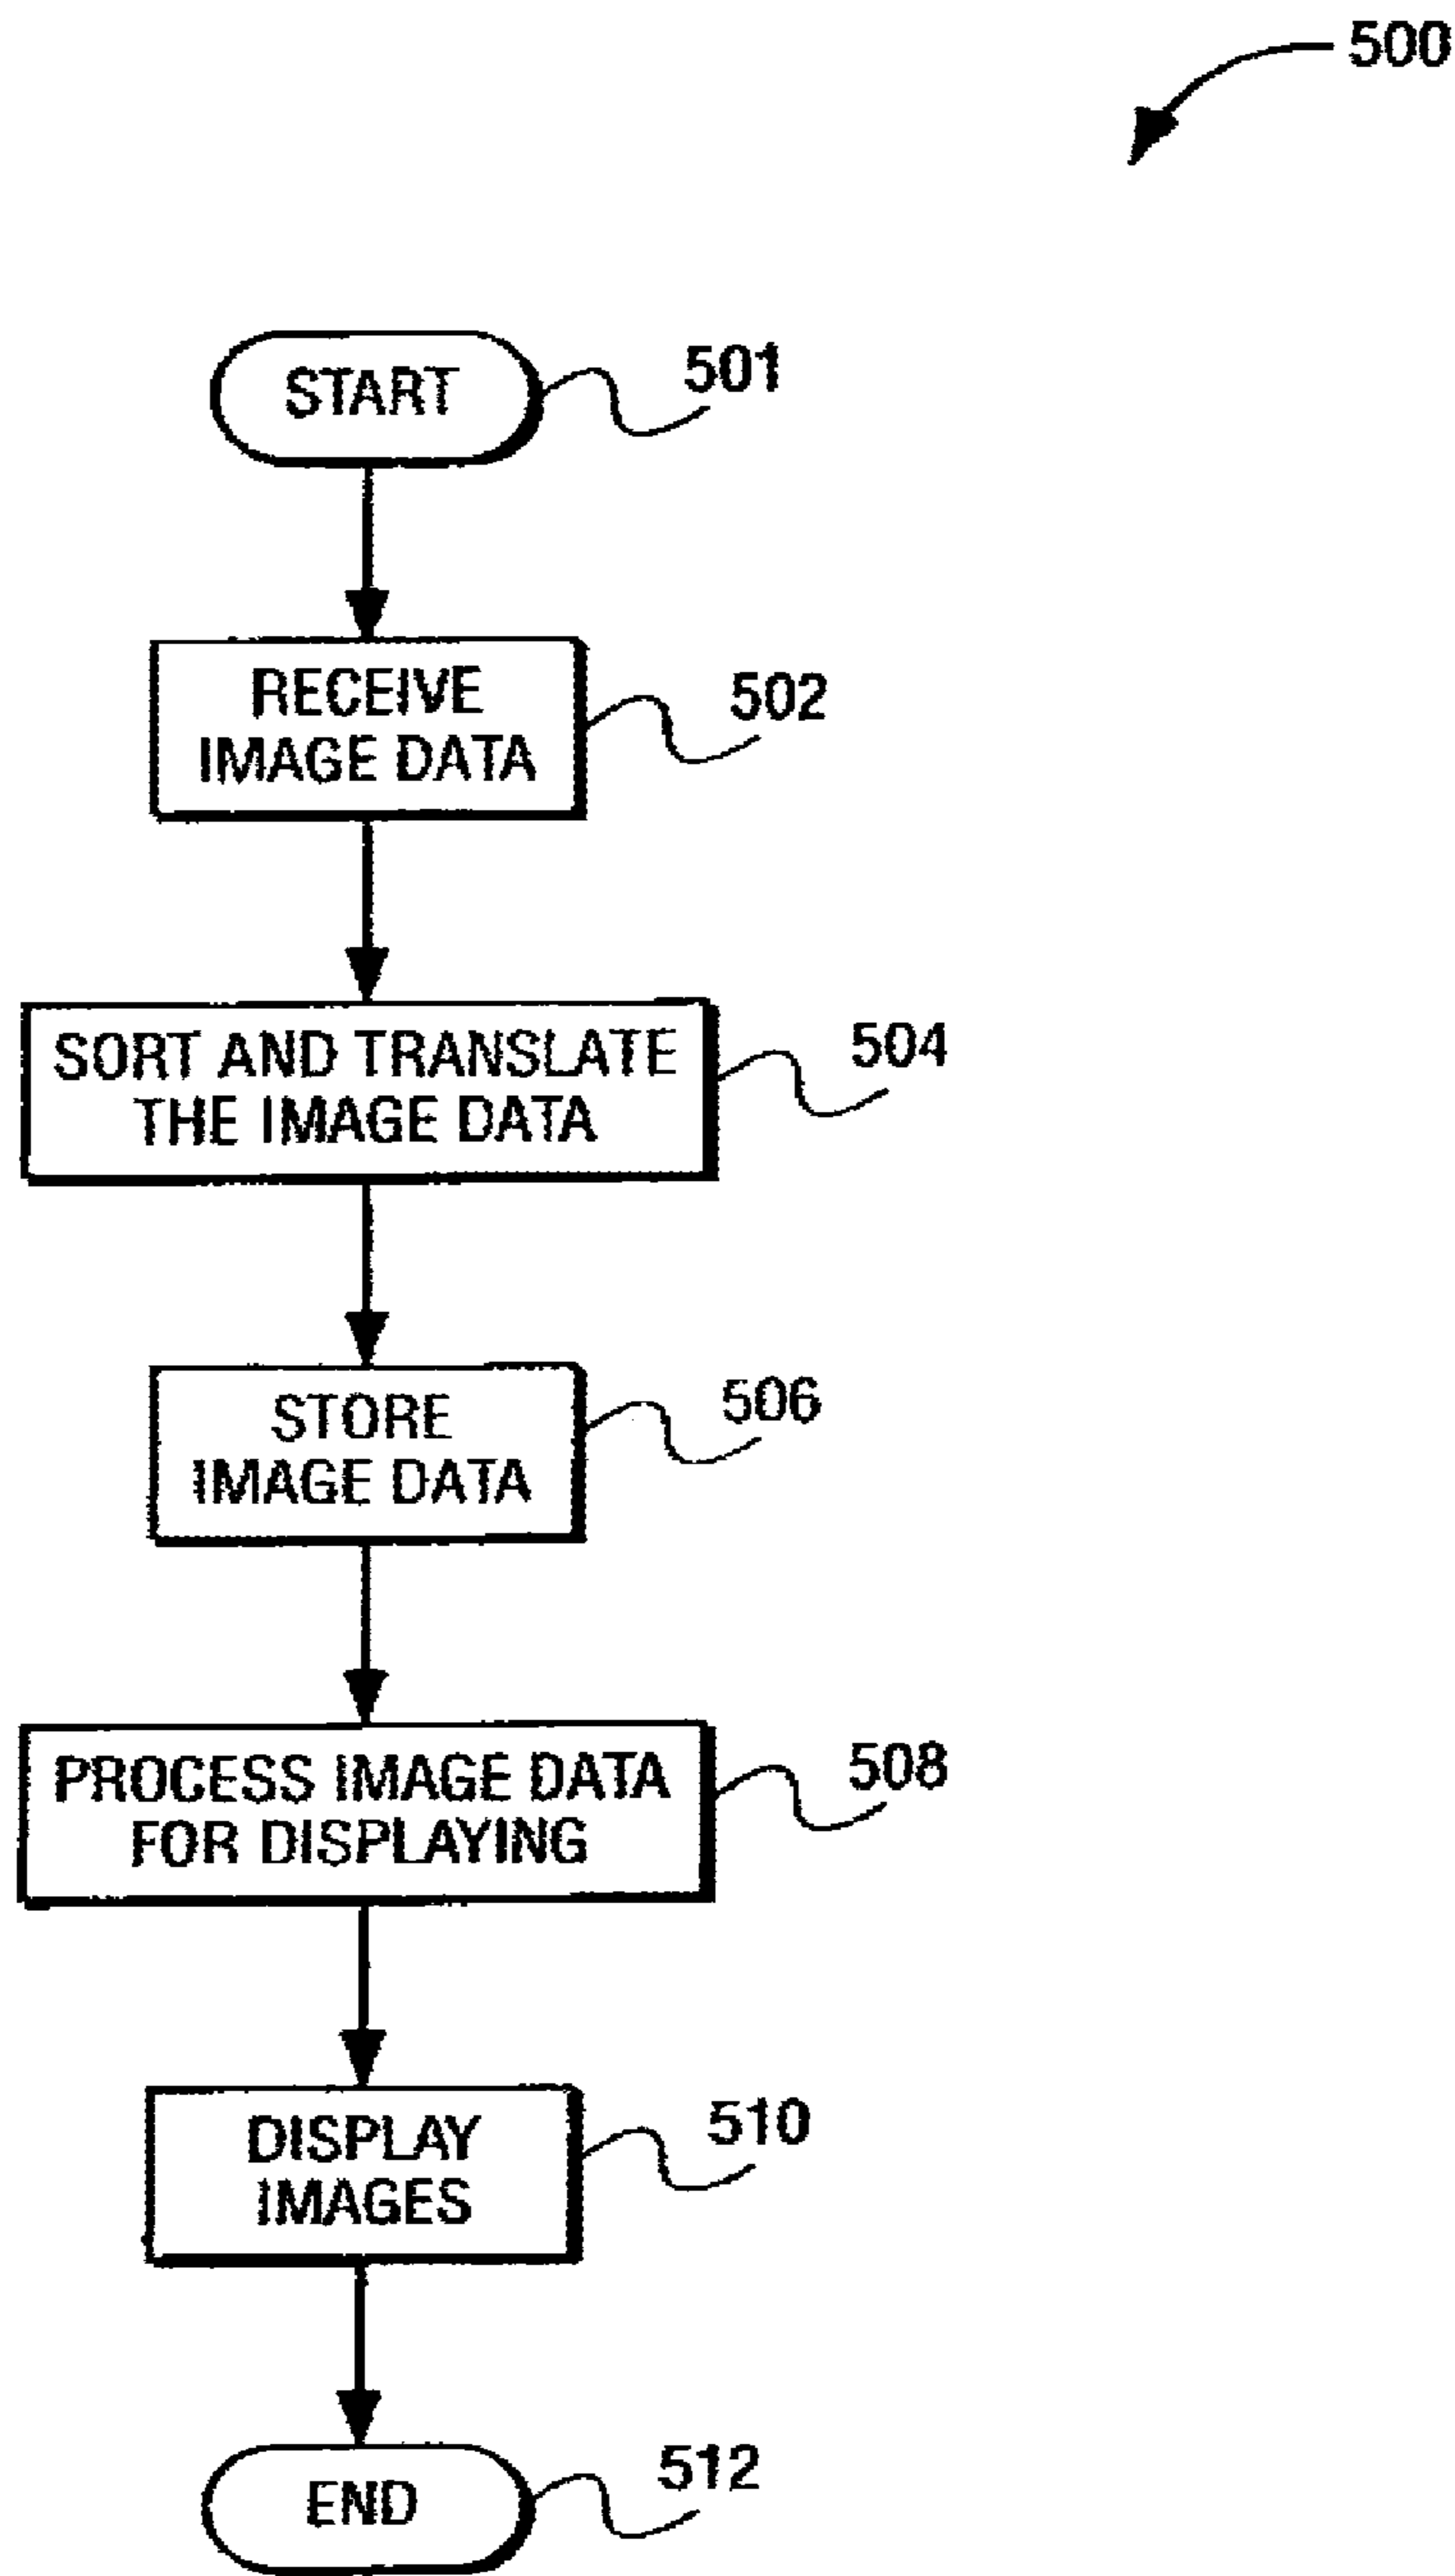 500
START
501
RECEIVE
IMAGE DATA
502
SORT AND TRANSLATE
THE IMAGE DATA
504
STORE
IMAGE DATA
506
PROCESS IMAGE DATA
FOR DISPLAYING
508
DISPLAY
IMAGES
510
END
512